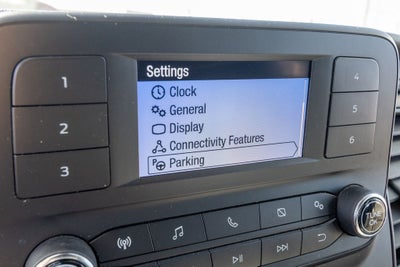 Settings
Clock
General
Display
Connectivity Features
P Parking
1
2
3
4
5
6